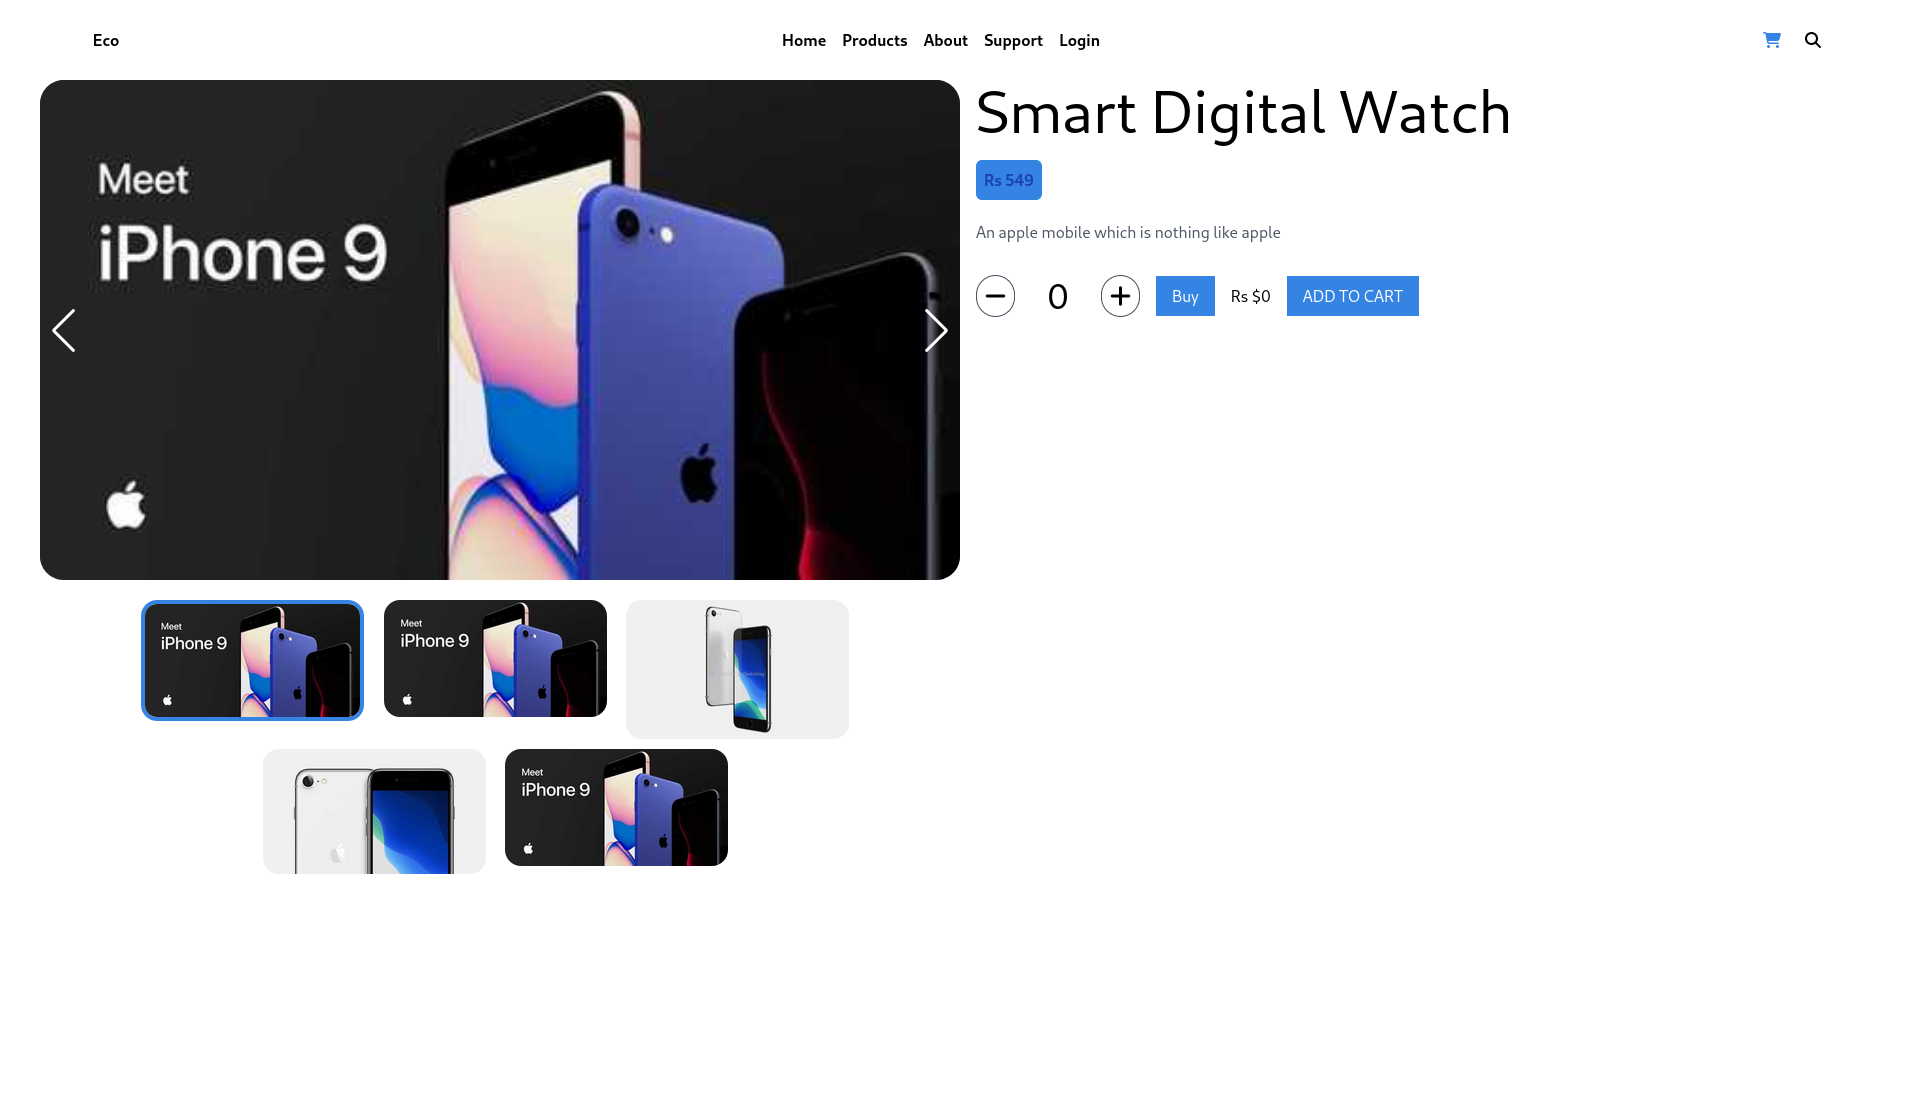 Eco
Home Products About Support Login
Meet
iPhone 9
Smart Digital Watch
Rs 549
An apple mobile which is nothing like apple
0 Buy Rs $0 ADD TO CART
Meet
iPhone 9
Meet
iPhone 9
Meet
iPhone 9